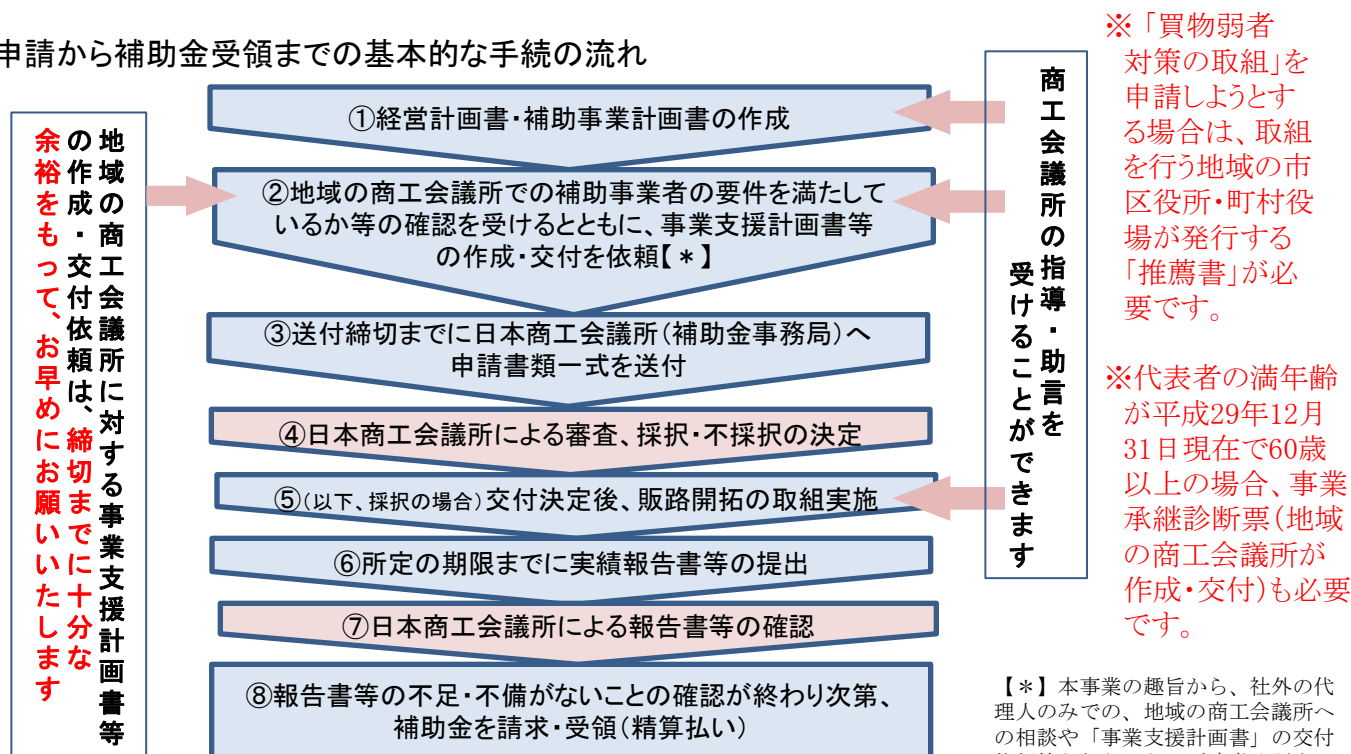 申請から補助金受領までの基本的な手続の流れ
地域の商工会議所に対する事業支援計画書等
の作成・交付依頼は、締切までに十分な
余裕をもって、お早めにお願いいたします
①経営計画書・補助事業計画書の作成
②地域の商工会議所での補助事業者の要件を満たして
いるか等の確認を受けるとともに、事業支援計画書等
の作成・交付を依頼【＊】
③送付締切までに日本商工会議所（補助金事務局）へ
申請書類一式を送付
④日本商工会議所による審査、採択・不採択の決定
⑤（以下、採択の場合）交付決定後、販路開拓の取組実施
⑥所定の期限までに実績報告書等の提出
⑦日本商工会議所による報告書等の確認
⑧報告書等の不足・不備がないことの確認が終わり次第、
補助金を請求・受領（精算払い）
商工会議所の指導・助言を
受けることができます
※「買物弱者
対策の取組」を
申請しようとす
る場合は、取組
を行う地域の市
区役所・町村役
場が発行する
「推薦書」が必
要です。
※代表者の満年齢
が平成29年12月
31日現在で60歳
以上の場合、事業
承継診断票（地域
の商工会議所が
作成・交付）も必要
です。
【＊】本事業の趣旨から、社外の代
理人のみでの、地域の商工会議所へ
の相談や「事業支援計画書」の交付